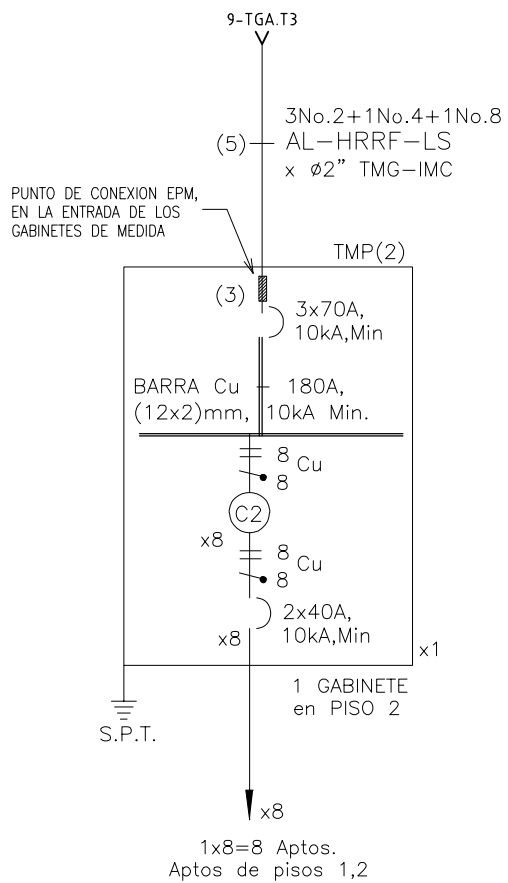 9-TGA.T3
3No.2+1No.4+1No.8
(5) AL-HRRF-LS
x ø2" TMG-IMC
PUNTO DE CONEXION EPM,
EN LA ENTRADA DE LOS
GABINETES DE MEDIDA
TMP(2)
(3)
3x70A,
10kA,Min
BARRA Cu 180A,
(12x2)mm, 10kA Min.
8
8
Cu
C2
x8
8
8
Cu
2x40A,
10kA,Min
x8
x1
1 GABINETE
en PISO 2
S.P.T.
x8
1x8=8 Aptos.
Aptos de pisos 1,2